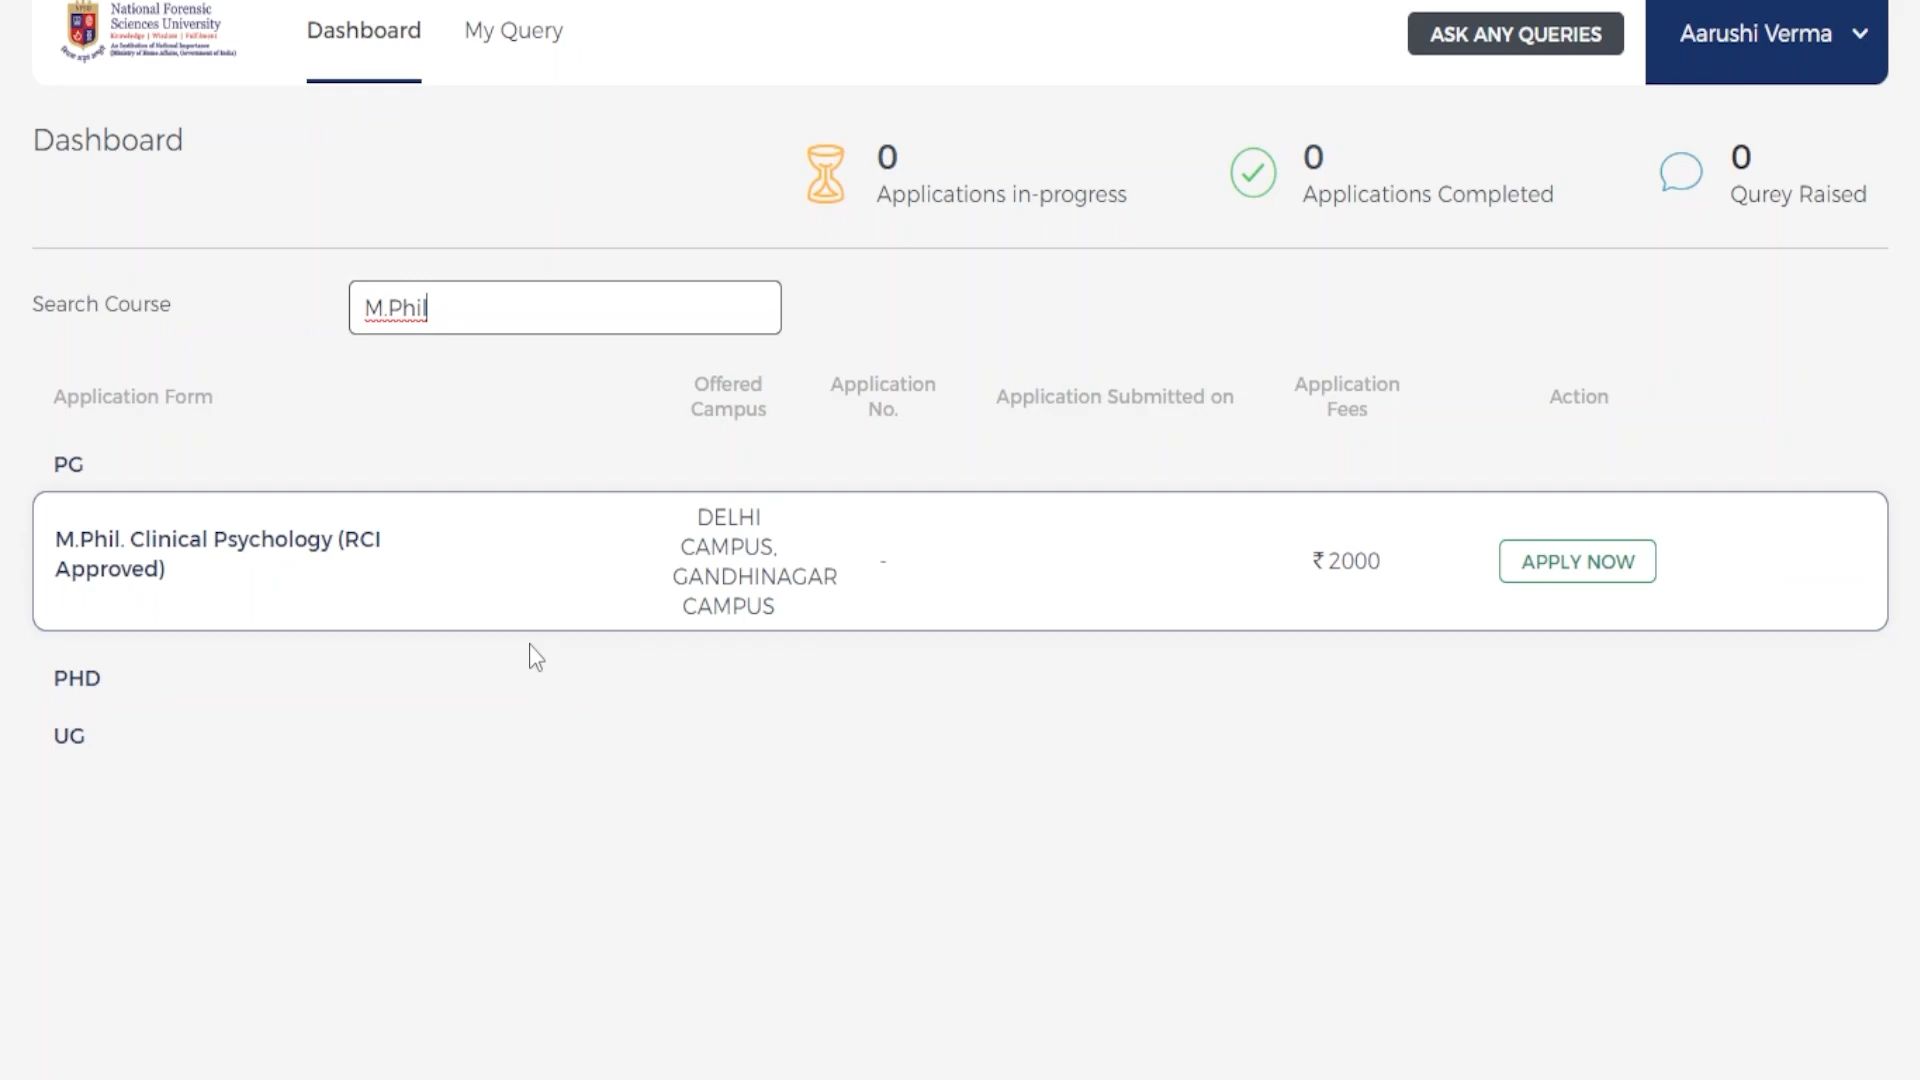 National Forensic
Sciences University
Knowledge | Wisdom | Fulfilment
An Institution of National Importance
(Ministry of Home Affairs, Government of India)
Dashboard
My Query
ASK ANY QUERIES
Aarushi Verma
Dashboard
0
Applications in-progress
0
Applications Completed
0
Qurey Raised
Search Course
M.Phil
Application Form
Offered
Campus
Application
No.
Application Submitted on
Application
Fees
Action
PG
M.Phil. Clinical Psychology (RCI
Approved)
DELHI
CAMPUS,
GANDHINAGAR
CAMPUS
-
₹ 2000
APPLY NOW
PHD
UG